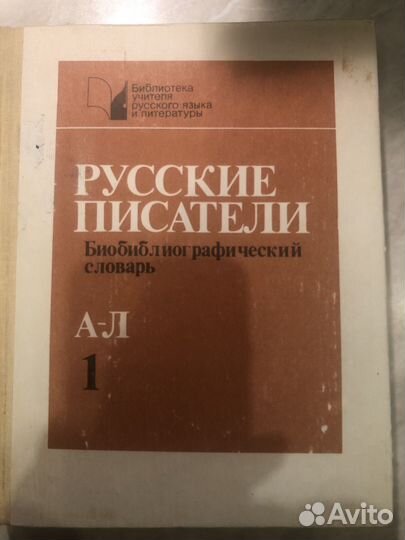 Библиотека
учителя
русского языка
и литературы
РУССКИЕ
ПИСАТЕЛИ
Биобиблиографический
словарь
А-Л
1
Avito